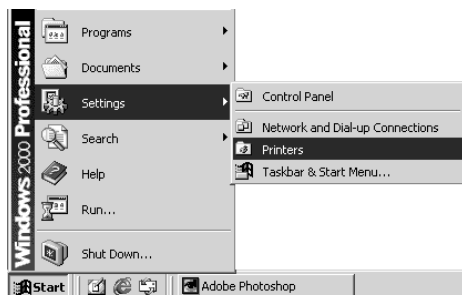 Windows 2000 Professional
Programs
Documents
Settings
Search
Help
Run...
Shut Down...
Control Panel
Network and Dial-up Connections
Printers
Taskbar & Start Menu...
Start
Adobe Photoshop